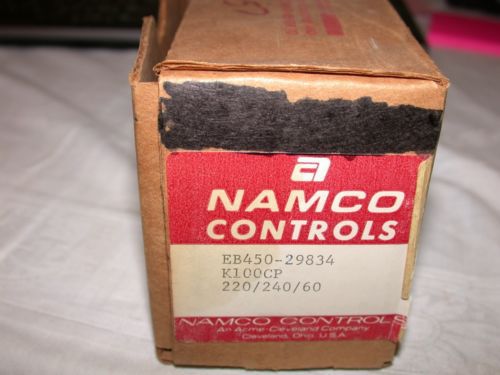 NAMCO
CONTROLS
EB450-29834
K100CP
220/240/60
NAMCO CONTROLS
An Acme-Cleveland Company
Cleveland, Ohio, U.S.A.